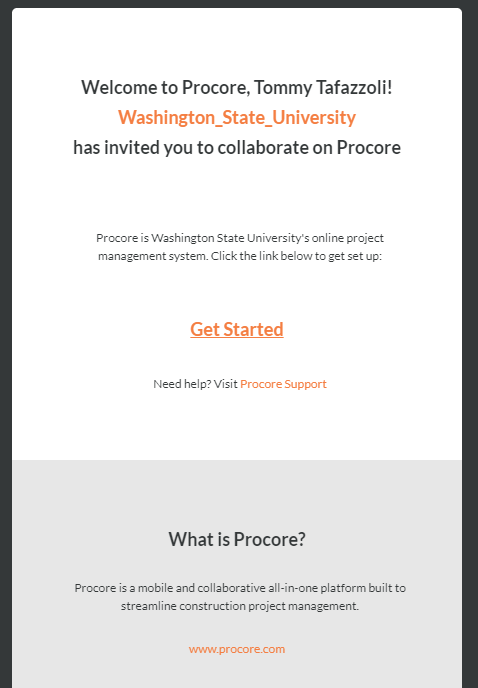 Welcome to Procore, Tommy Tafazzoli!
Washington_State_University
has invited you to collaborate on Procore
Procore is Washington State University's online project
management system. Click the link below to get set up:
Get Started
Need help? Visit Procore Support
What is Procore?
Procore is a mobile and collaborative all-in-one platform built to
streamline construction project management.
www.procore.com